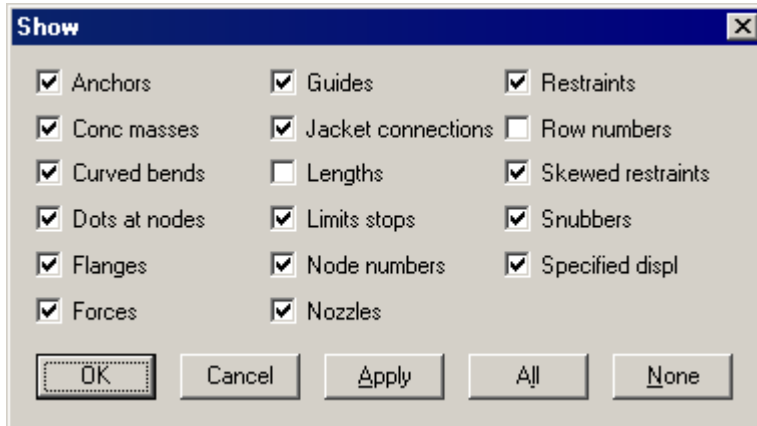 Show
Anchors Guides Restraints
Conc masses Jacket connections Row numbers
Curved bends Lengths Skewed restraints
Dots at nodes Limits stops Snubbers
Flanges Node numbers Specified displ
Forces Nozzles
OK Cancel Apply All None